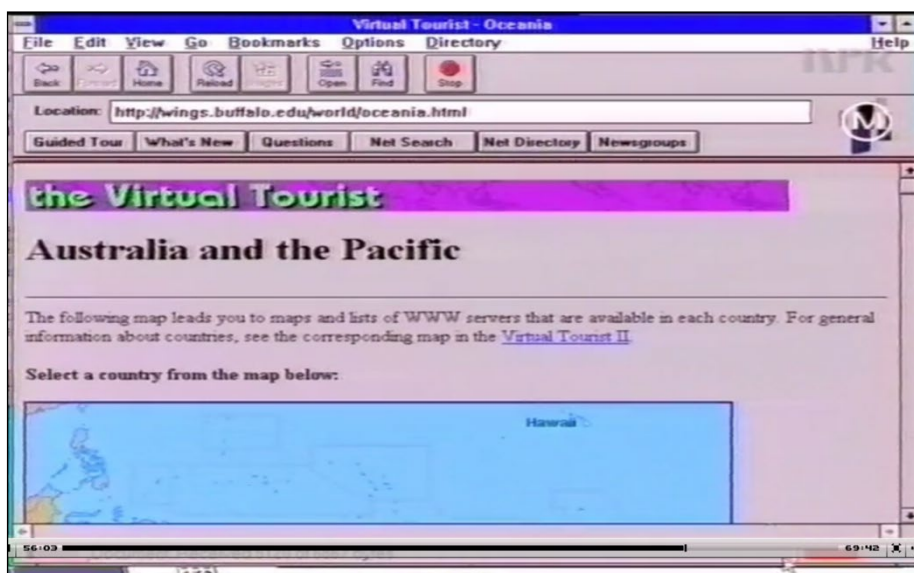 Virtual Tourist - Oceania
File Edit View Go Bookmarks Options Directory Help
nrk
Back Forward Home Reload Images Open Find Stop
Location: http://wings.buffalo.edu/world/oceania.html
M
Guided Tour What's New Questions Net Search Net Directory Newsgroups
the Virtual Tourist
Australia and the Pacific
The following map leads you to maps and lists of WWW servers that are available in each country. For general
information about countries, see the corresponding map in the Virtual Tourist II.
Select a country from the map below:
Hawaii
56:03 69:42